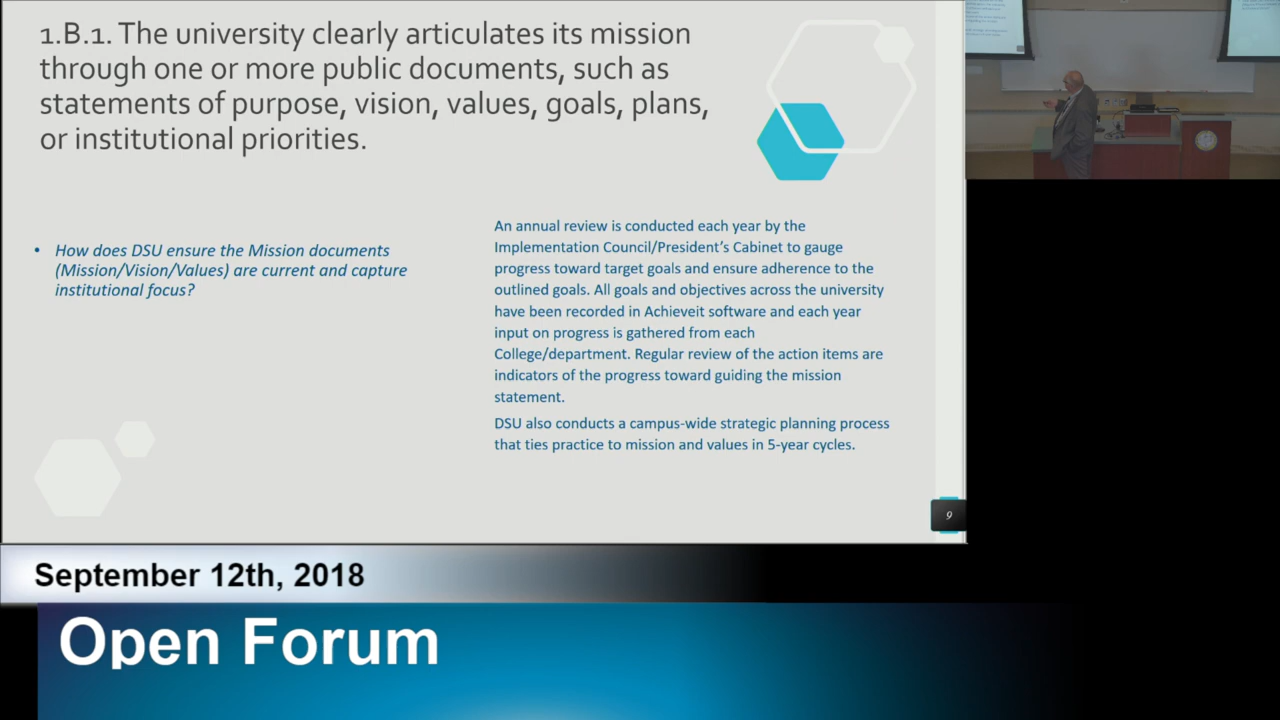 1.B.1. The university clearly articulates its mission
through one or more public documents, such as
statements of purpose, vision, values, goals, plans,
or institutional priorities.
• How does DSU ensure the Mission documents
(Mission/Vision/Values) are current and capture
institutional focus?
An annual review is conducted each year by the
Implementation Council/President's Cabinet to gauge
progress toward target goals and ensure adherence to the
outlined goals. All goals and objectives across the university
have been recorded in Achieveit software and each year
input on progress is gathered from each
College/department. Regular review of the action items are
indicators of the progress toward guiding the mission
statement.
DSU also conducts a campus-wide strategic planning process
that ties practice to mission and values in 5-year cycles.
9
September 12th, 2018
Open Forum